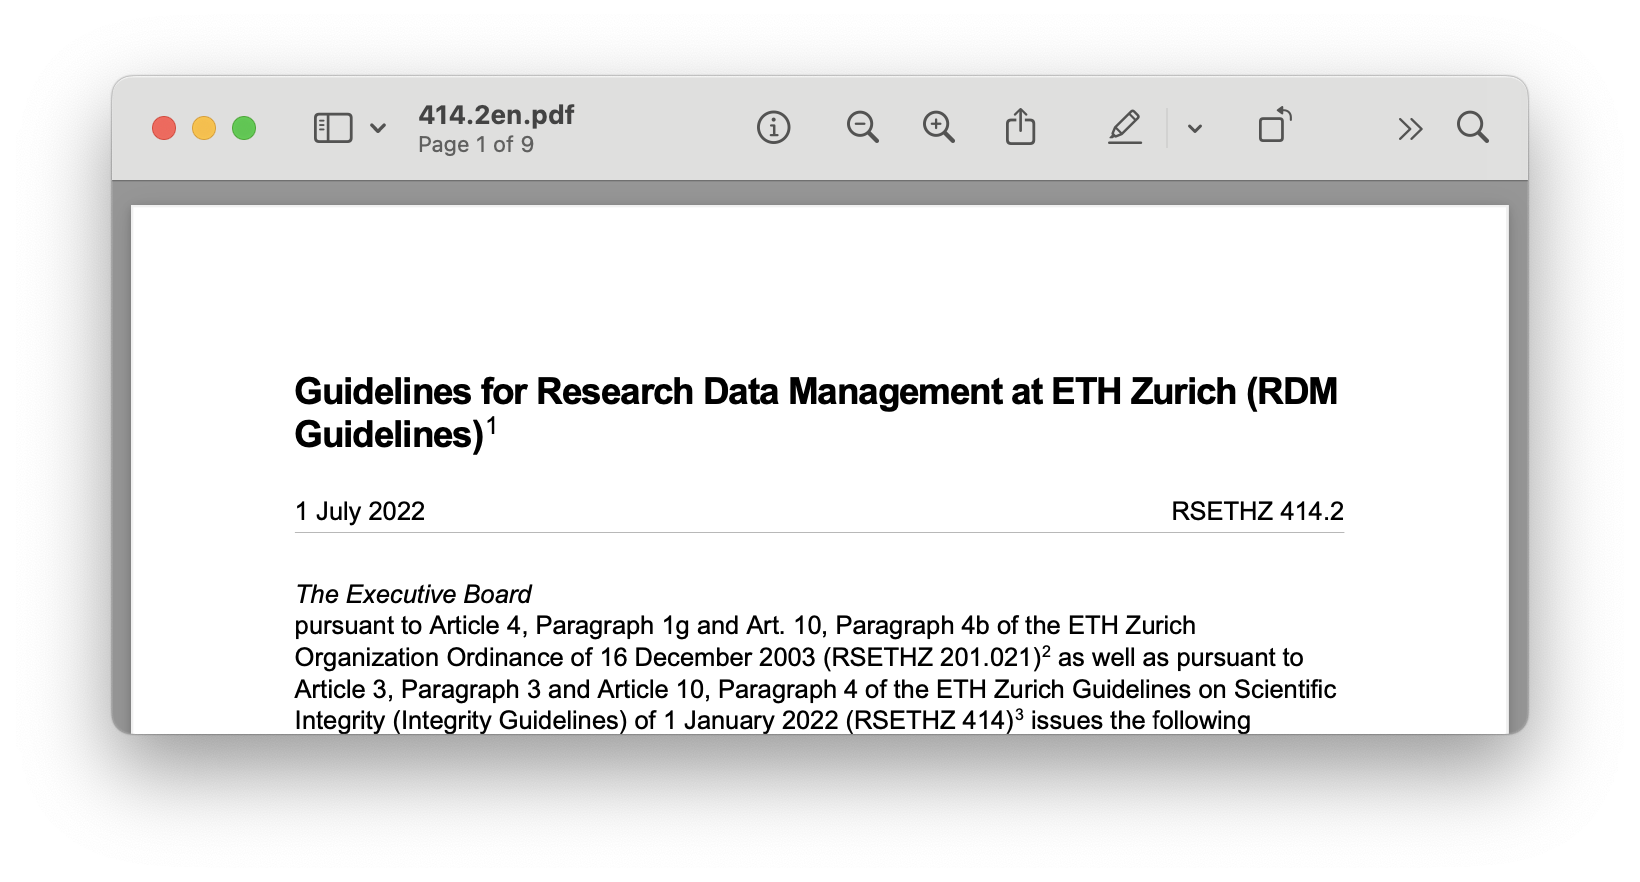 414.2en.pdf
Page 1 of 9
Guidelines for Research Data Management at ETH Zurich (RDM
Guidelines)¹
1 July 2022 RSETHZ 414.2
The Executive Board
pursuant to Article 4, Paragraph 1g and Art. 10, Paragraph 4b of the ETH Zurich
Organization Ordinance of 16 December 2003 (RSETHZ 201.021)² as well as pursuant to
Article 3, Paragraph 3 and Article 10, Paragraph 4 of the ETH Zurich Guidelines on Scientific
Integrity (Integrity Guidelines) of 1 January 2022 (RSETHZ 414)³ issues the following